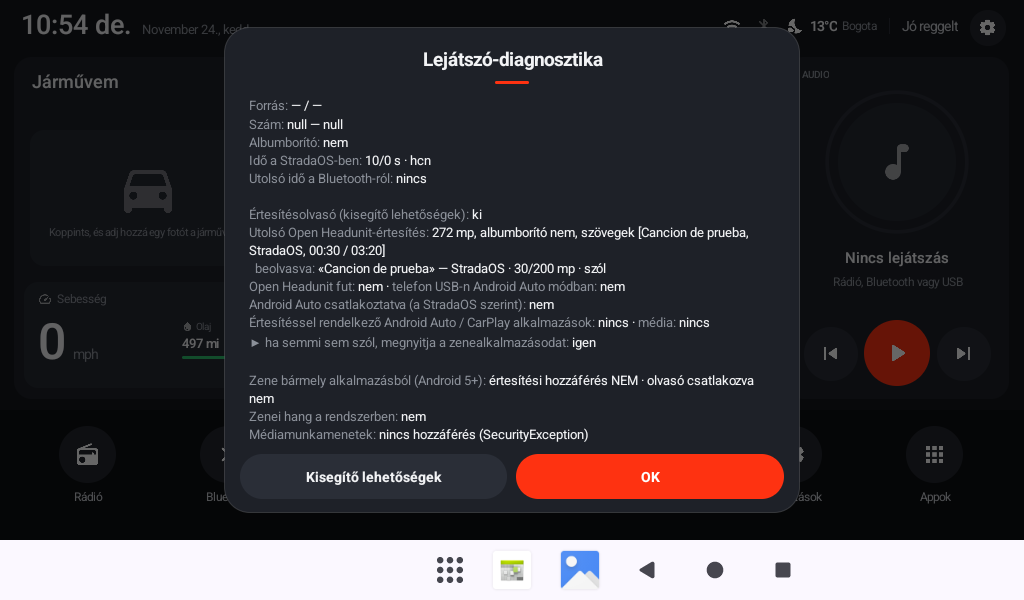 10:54 de.
November 24., kedd
13°C Bogota
Jó reggelt
Járművem
Lejátszó-diagnosztika
AUDIO
Forrás: — / —
Szám: null — null
Albumborító: nem
Idő a StradaOS-ben: 10/0 s · hcn
Utolsó idő a Bluetooth-ról: nincs
Koppints, és adj hozzá egy fotót a járműv
Értesítésolvasó (kisegítő lehetőségek): ki
Utolsó Open Headunit-értesítés: 272 mp, albumborító nem, szövegek [Cancion de prueba,
StradaOS, 00:30 / 03:20]
beolvasva: «Cancion de prueba» — StradaOS · 30/200 mp · szól
Open Headunit fut: nem · telefon USB-n Android Auto módban: nem
Android Auto csatlakoztatva (a StradaOS szerint): nem
Értesítéssel rendelkező Android Auto / CarPlay alkalmazások: nincs · média: nincs
► ha semmi sem szól, megnyitja a zenealkalmazásodat: igen
Nincs lejátszás
Rádió, Bluetooth vagy USB
Sebesség
0 mph
Olaj
497 mi
Zene bármely alkalmazásból (Android 5+): értesítési hozzáférés NEM · olvasó csatlakozva
nem
Zenei hang a rendszerben: nem
Médiamunkamenetek: nincs hozzáférés (SecurityException)
Kisegítő lehetőségek
OK
Rádió
Blue
ások
Appok